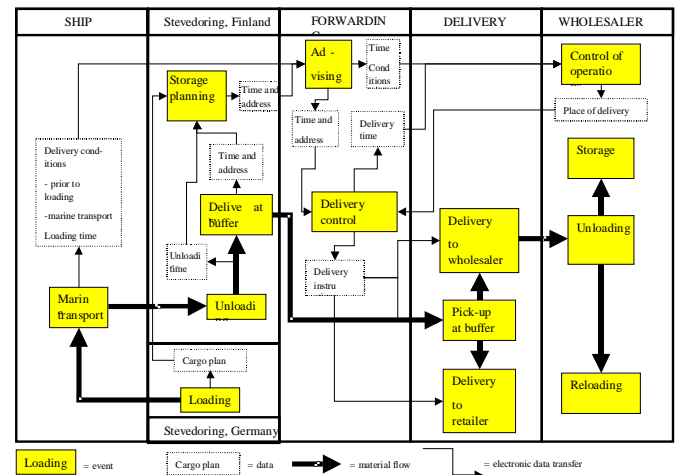 SHIP
Stevedoring, Finland
FORWARDIN
DELIVERY
WHOLESALER
Delivery cond-
itions
- prior to
loading
-marine transport
Loading time
Marin
transport
Storage
planning
Time and
address
Time and
address
Delive at
buffer
Unloadi
time
Unloadi
Cargo plan
Loading
Stevedoring, Germany
Ad -
vising
Time
Cond
itions
Time and
address
Delivery
time
Delivery
control
Delivery
instru
Delivery
to
wholesaler
Pick-up
at buffer
Delivery
to
retailer
Control of
operatio
Place of delivery
Storage
Unloading
Reloading
Loading = event
Cargo plan = data
= material flow
= electronic data transfer